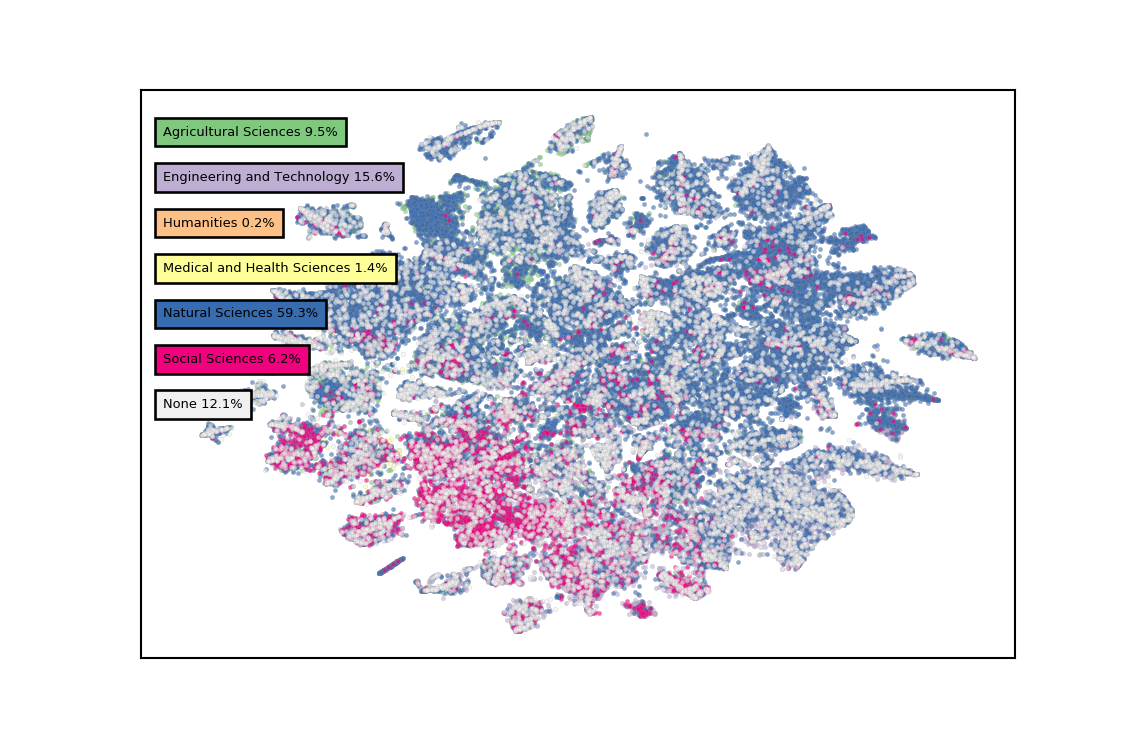 Agricultural Sciences 9.5%
Engineering and Technology 15.6%
Humanities 0.2%
Medical and Health Sciences 1.4%
Natural Sciences 59.3%
Social Sciences 6.2%
None 12.1%